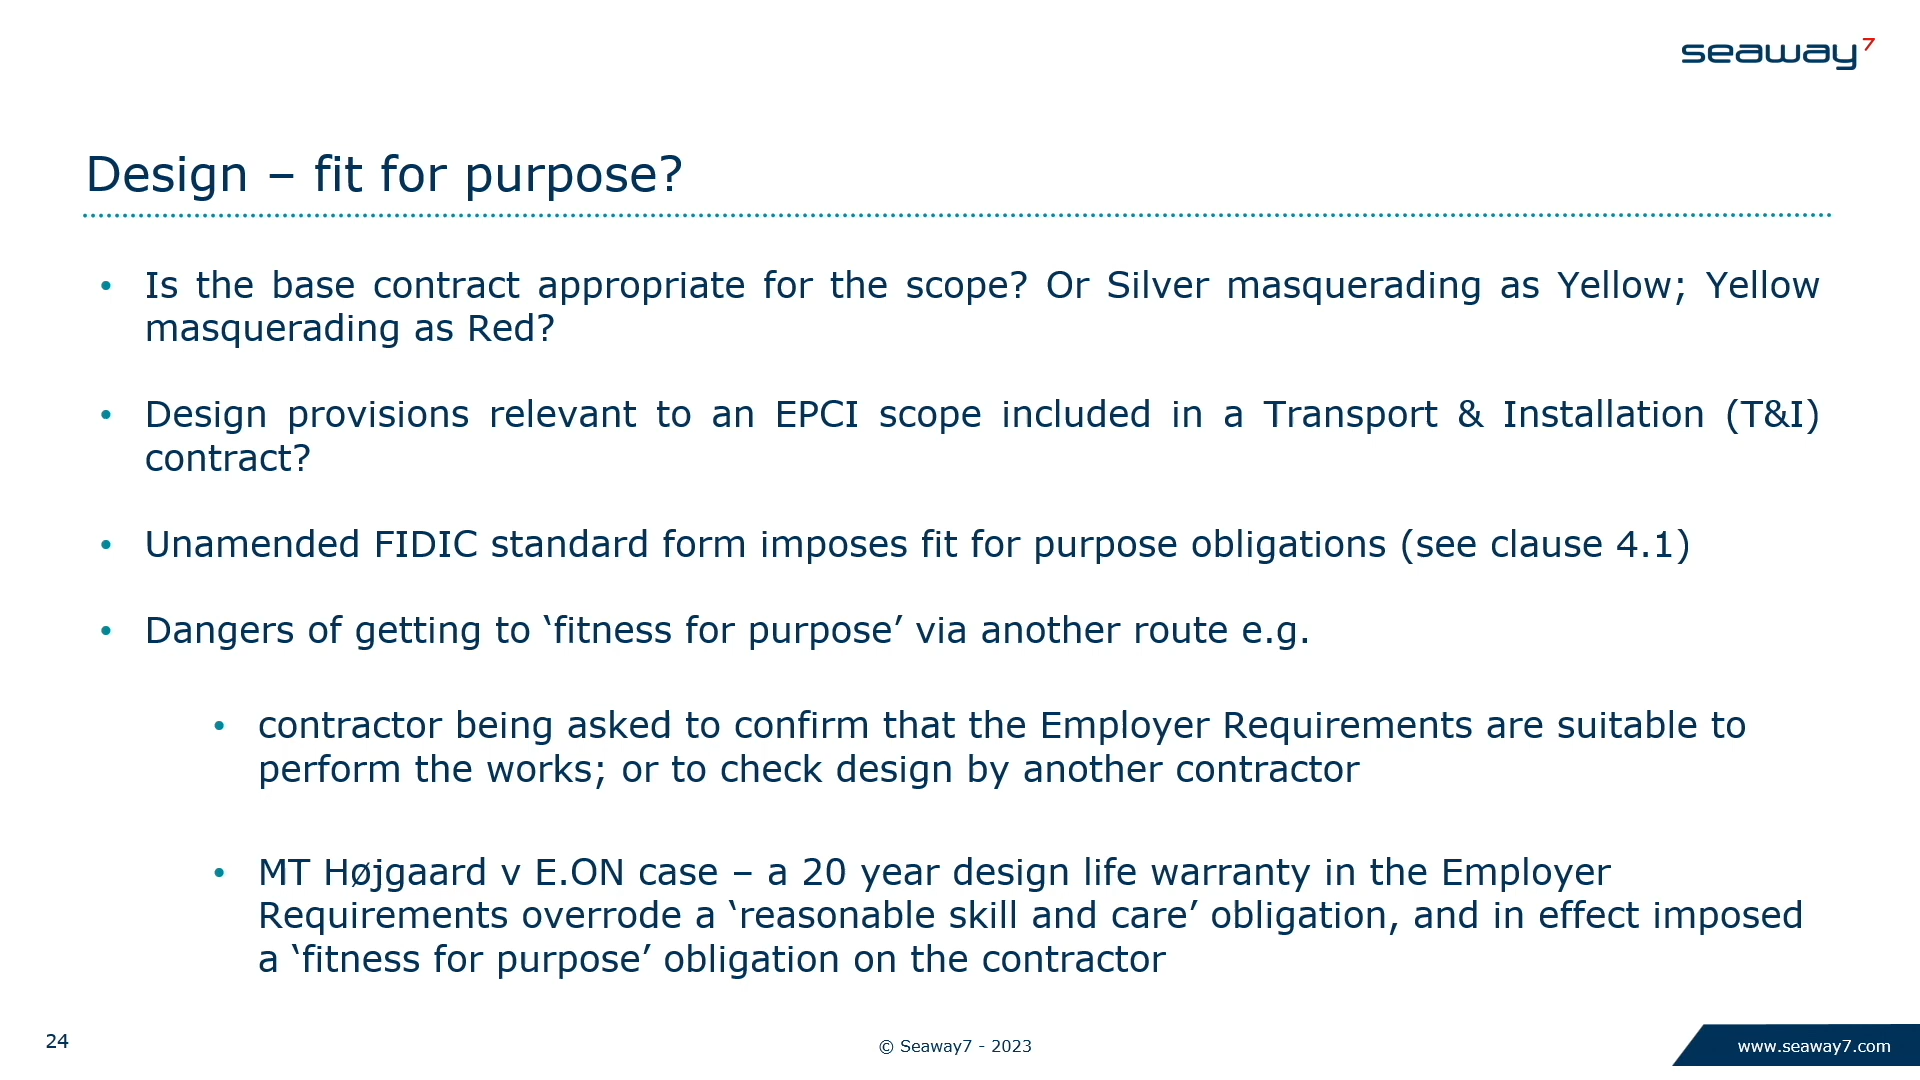 seaway7
Design – fit for purpose?
• Is the base contract appropriate for the scope? Or Silver masquerading as Yellow; Yellow
masquerading as Red?
• Design provisions relevant to an EPCI scope included in a Transport & Installation (T&I)
contract?
• Unamended FIDIC standard form imposes fit for purpose obligations (see clause 4.1)
• Dangers of getting to ‘fitness for purpose’ via another route e.g.
• contractor being asked to confirm that the Employer Requirements are suitable to
perform the works; or to check design by another contractor
• MT Højgaard v E.ON case – a 20 year design life warranty in the Employer
Requirements overrode a ‘reasonable skill and care’ obligation, and in effect imposed
a ‘fitness for purpose’ obligation on the contractor
24
© Seaway7 - 2023
www.seaway7.com